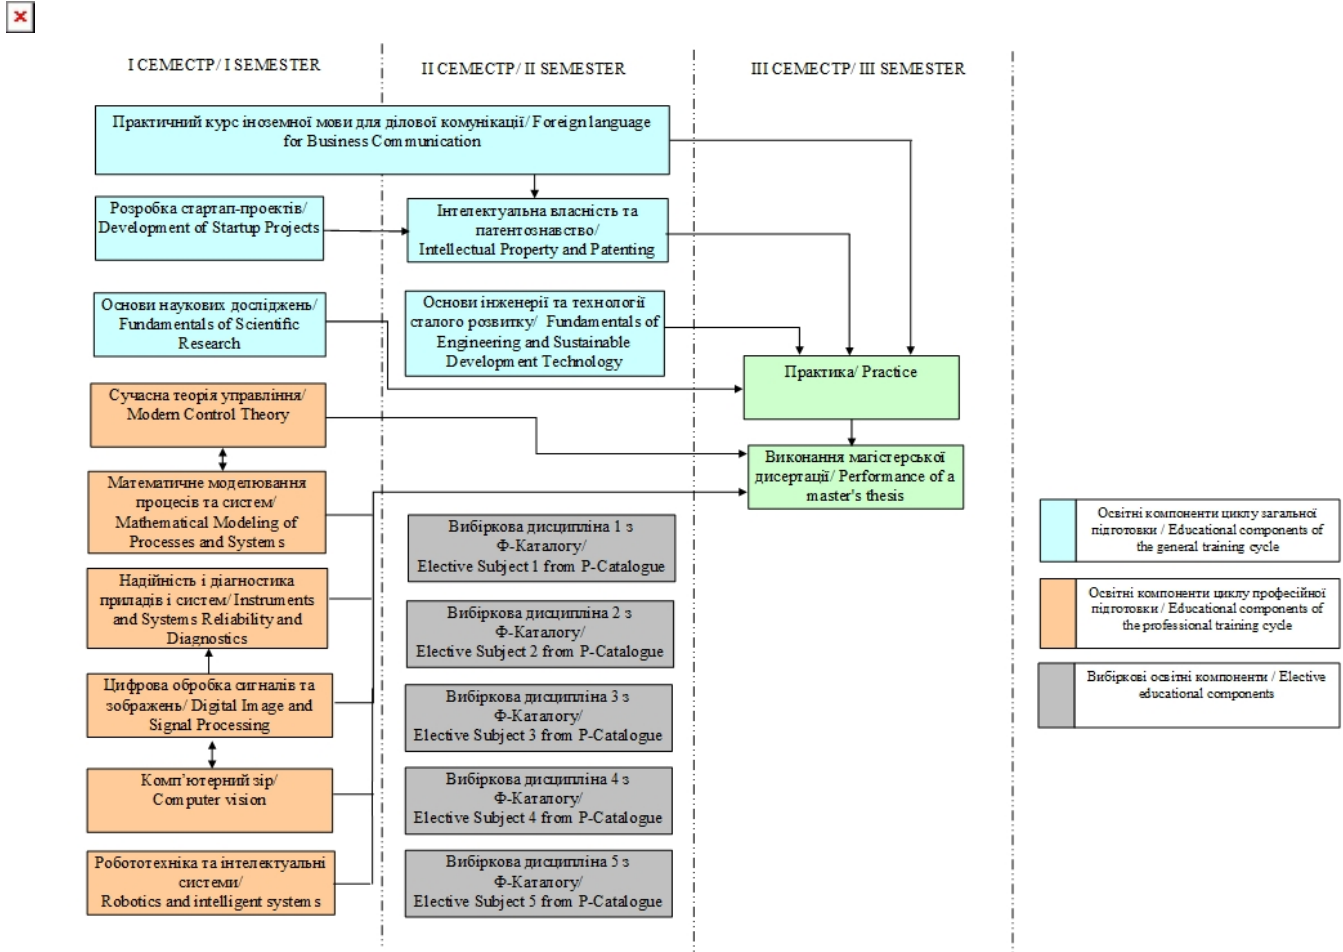 I СЕМЕСТР/ I SEMESTER
II СЕМЕСТР/ II SEMESTER
III СЕМЕСТР/ III SEMESTER
Практичний курс іноземної мови для ділової комунікації/ Foreign language
for Business Communication
Розробка стартап-проектів/
Development of Startup Projects
Інтелектуальна власність та
патентознавство/
Intellectual Property and Patenting
Основи наукових досліджень/
Fundamentals of Scientific
Research
Основи інженерії та технології
сталого розвитку/ Fundamentals of
Engineering and Sustainable
Development Technology
Практика/ Practice
Сучасна теорія управління/
Modern Control Theory
Виконання магістерської
дисертації/ Performance of a
master's thesis
Математичне моделювання
процесів та систем/
Mathematical Modeling of
Processes and Systems
Вибіркова дисципліна 1 з
Ф-Каталогу/
Elective Subject 1 from P-Catalogue
Надійність і діагностика
приладів і систем/ Instruments
and Systems Reliability and
Diagnostics
Вибіркова дисципліна 2 з
Ф-Каталогу/
Elective Subject 2 from P-Catalogue
Цифрова обробка сигналів та
зображень/ Digital Image and
Signal Processing
Вибіркова дисципліна 3 з
Ф-Каталогу/
Elective Subject 3 from P-Catalogue
Комп’ютерний зір/
Computer vision
Вибіркова дисципліна 4 з
Ф-Каталогу/
Elective Subject 4 from P-Catalogue
Робототехніка та інтелектуальні
системи/
Robotics and intelligent systems
Вибіркова дисципліна 5 з
Ф-Каталогу/
Elective Subject 5 from P-Catalogue
Освітні компоненти циклу загальної
підготовки / Educational components of
the general training cycle
Освітні компоненти циклу професійної
підготовки / Educational components of
the professional training cycle
Вибіркові освітні компоненти / Elective
educational components